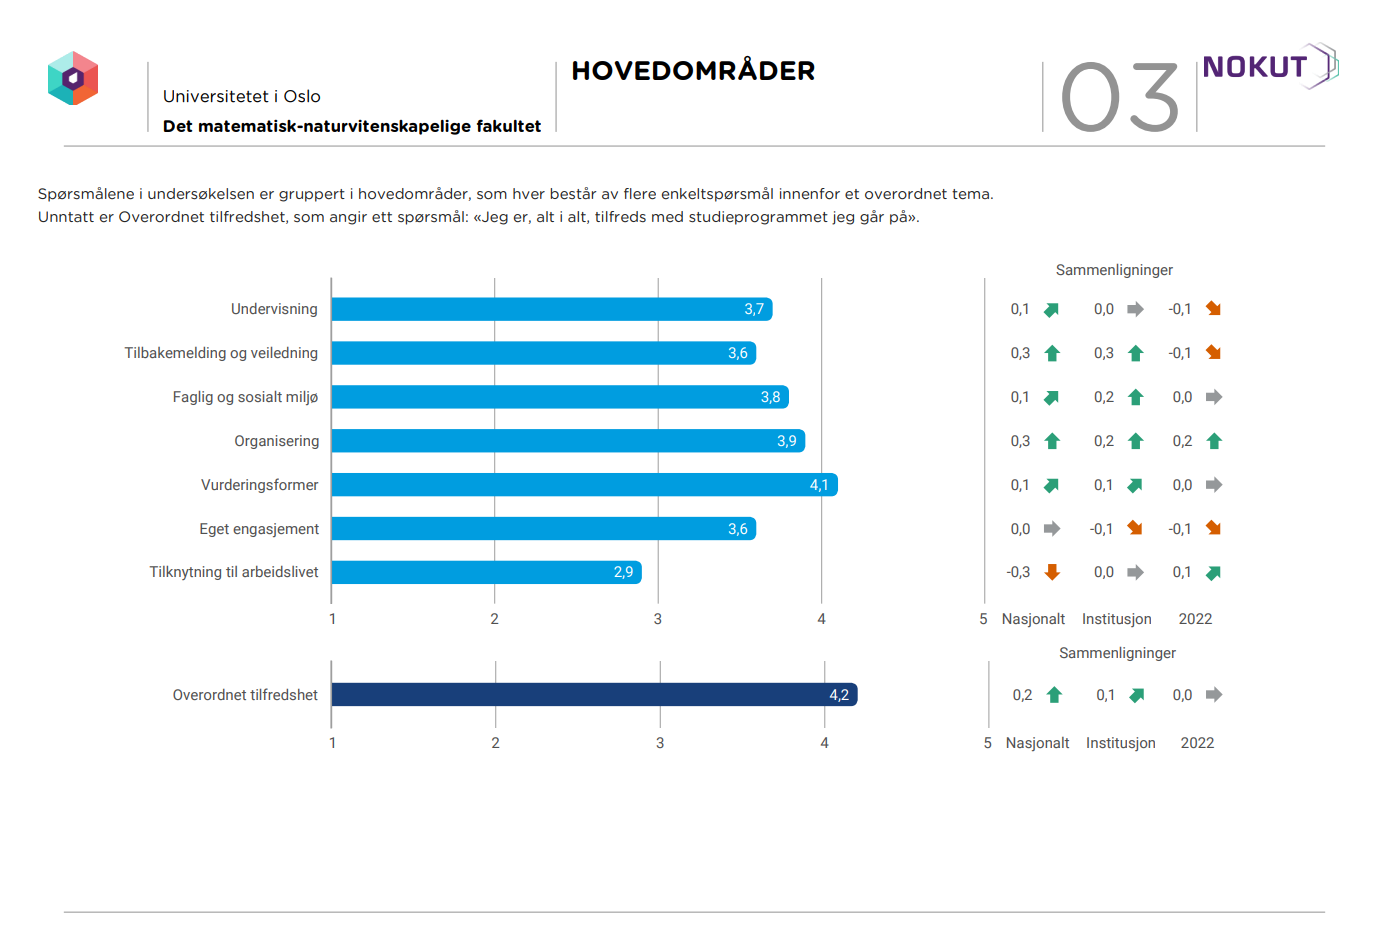 HOVEDOMRÅDER
Universitetet i Oslo
Det matematisk-naturvitenskapelige fakultet
03
NOKUT
Spørsmålene i undersøkelsen er gruppert i hovedområder, som hver består av flere enkeltspørsmål innenfor et overordnet tema.
Unntatt er Overordnet tilfredshet, som angir ett spørsmål: «Jeg er, alt i alt, tilfreds med studieprogrammet jeg går på».
Sammenligninger
Undervisning 3,7 0,1 0,0 -0,1
Tilbakemelding og veiledning 3,6 0,3 0,3 -0,1
Faglig og sosialt miljø 3,8 0,1 0,2 0,0
Organisering 3,9 0,3 0,2 0,2
Vurderingsformer 4,1 0,1 0,1 0,0
Eget engasjement 3,6 0,0 -0,1 -0,1
Tilknytning til arbeidslivet 2,9 -0,3 0,0 0,1
1 2 3 4 5 Nasjonalt Institusjon 2022
Sammenligninger
Overordnet tilfredshet 4,2 0,2 0,1 0,0
1 2 3 4 5 Nasjonalt Institusjon 2022